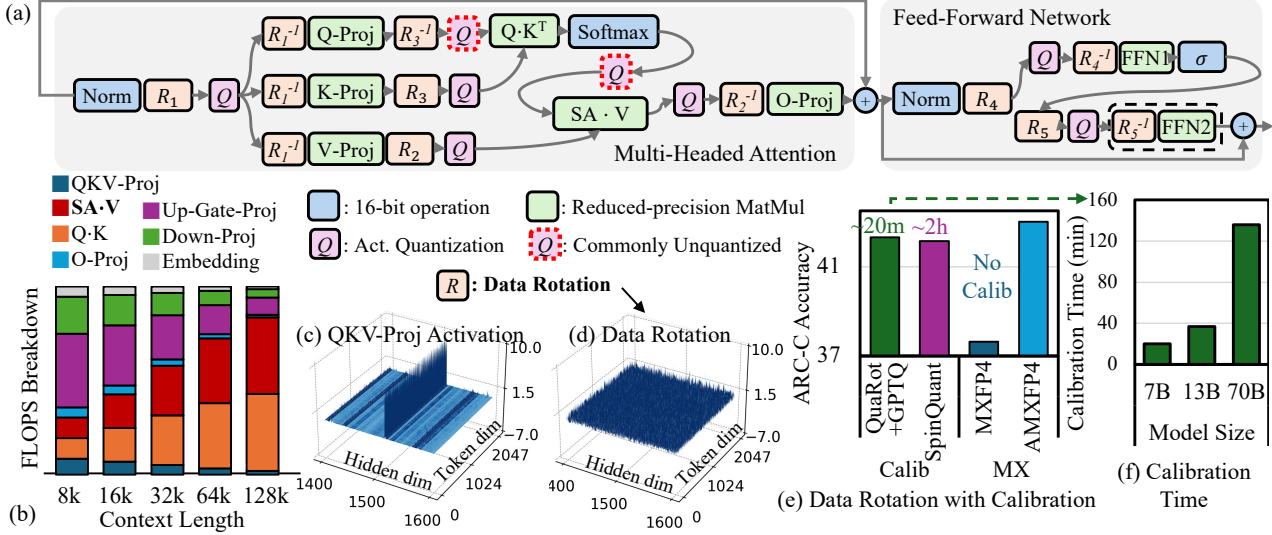 (a)
Feed-Forward Network
R₁⁻¹ Q-Proj R₃⁻¹ Q Q·Kᵀ Softmax
Q
Norm R₁ Q R₁⁻¹ K-Proj R₃ Q
SA · V Q R₂⁻¹ O-Proj +
R₁⁻¹ V-Proj R₂ Q
Multi-Headed Attention
Q R₄⁻¹ FFN1 σ
Norm R₄
R₅ Q R₅⁻¹ FFN2 +
QKV-Proj
SA·V
Q·K
O-Proj
Up-Gate-Proj
Down-Proj
Embedding
: 16-bit operation
: Reduced-precision MatMul
Q : Act. Quantization
Q : Commonly Unquantized
R : Data Rotation
FLOPS Breakdown
8k 16k 32k 64k 128k
(b) Context Length
(c) QKV-Proj Activation
10.0
1.5
−7.0
2047
1024
0
Token dim
Hidden dim
1400
1500
1600
(d) Data Rotation
10.0
1.5
−7.0
2047
1024
0
Token dim
Hidden dim
400
1500
1600
ARC-C Accuracy
41
37
~20m
~2h
No
Calib
QuaRot
+GPTQ
SpinQuant
MXFP4
AMXFP4
Calib MX
(e) Data Rotation with Calibration
Calibration Time (min)
160
120
80
40
0
7B 13B 70B
Model Size
(f) Calibration
Time